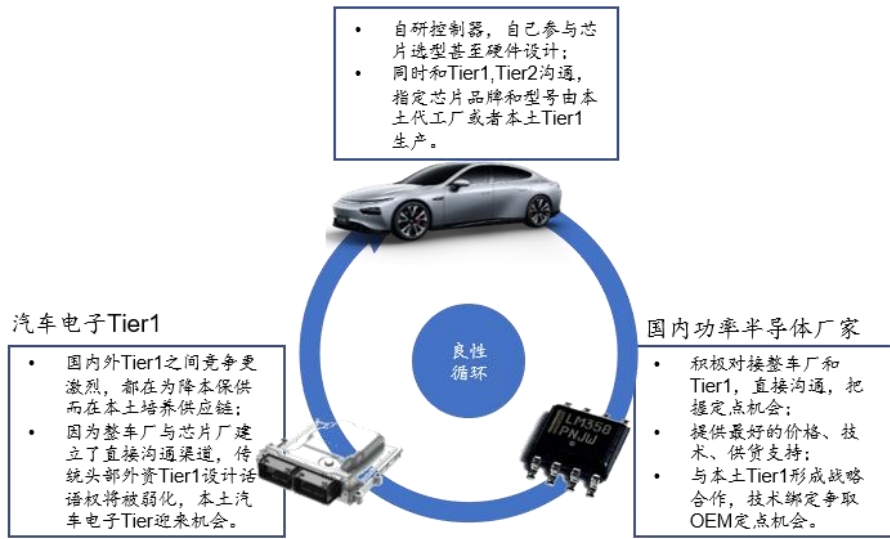 • 自研控制器，自己参与芯
片选型甚至硬件设计；
• 同时和Tier1,Tier2沟通，
指定芯片品牌和型号由本
土代工厂或者本土Tier1
生产。
汽车电子Tier1
• 国内外Tier1之间竞争更
激烈，都在为降本保供
而在本土培养供应链；
• 因为整车厂与芯片厂建
立了直接沟通渠道，传
统头部外资Tier1设计话
语权将被弱化，本土汽
车电子Tier迎来机会。
良性
循环
LM358
PNJW
国内功率半导体厂家
• 积极对接整车厂和
Tier1，直接沟通，把
握定点机会；
• 提供最好的价格、技
术、供货支持；
• 与本土Tier1形成战略
合作，技术绑定争取
OEM定点机会。